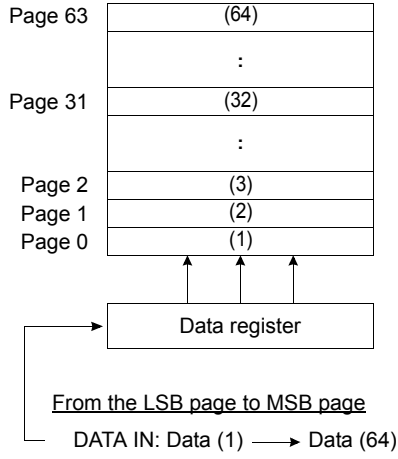 Page 63 (64)
:
Page 31 (32)
:
Page 2 (3)
Page 1 (2)
Page 0 (1)
Data register
From the LSB page to MSB page
DATA IN: Data (1) Data (64)